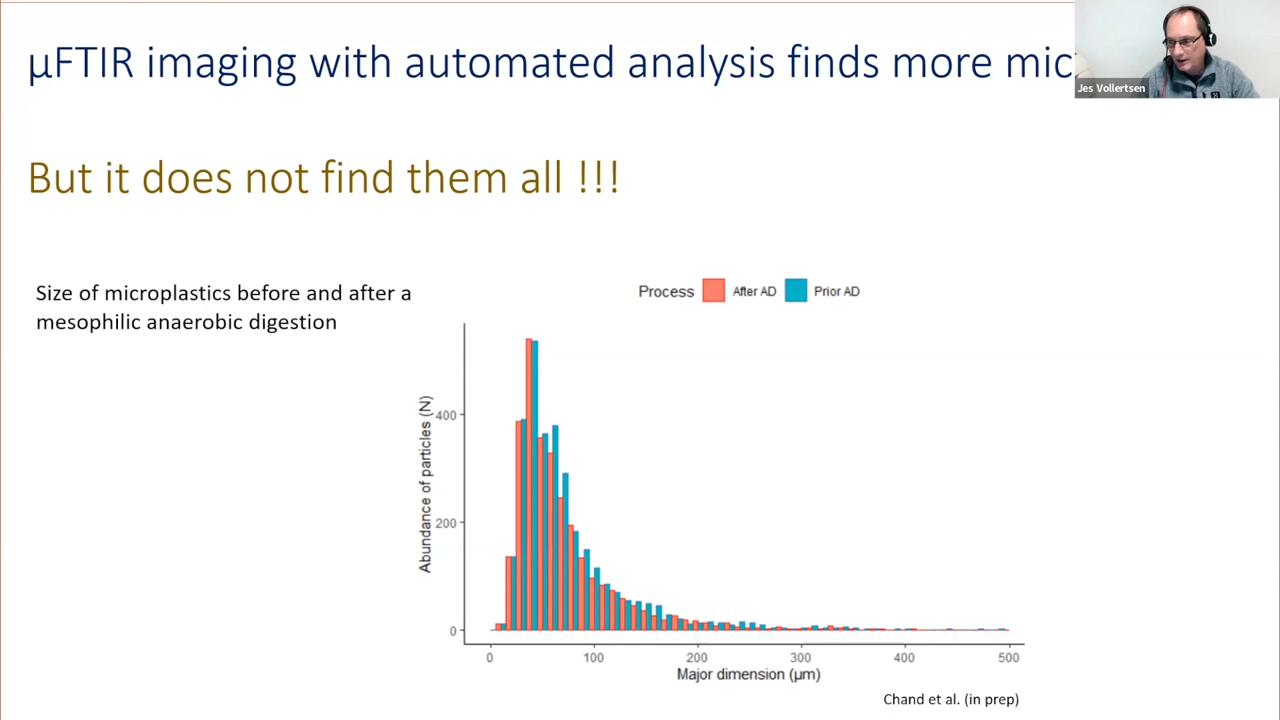 µFTIR imaging with automated analysis finds more mic
Jes Vollertsen
But it does not find them all !!!
Size of microplastics before and after a
mesophilic anaerobic digestion
Process After AD Prior AD
Abundance of particles (N)
400
200
0
0 100 200 300 400 500
Major dimension (µm)
Chand et al. (in prep)